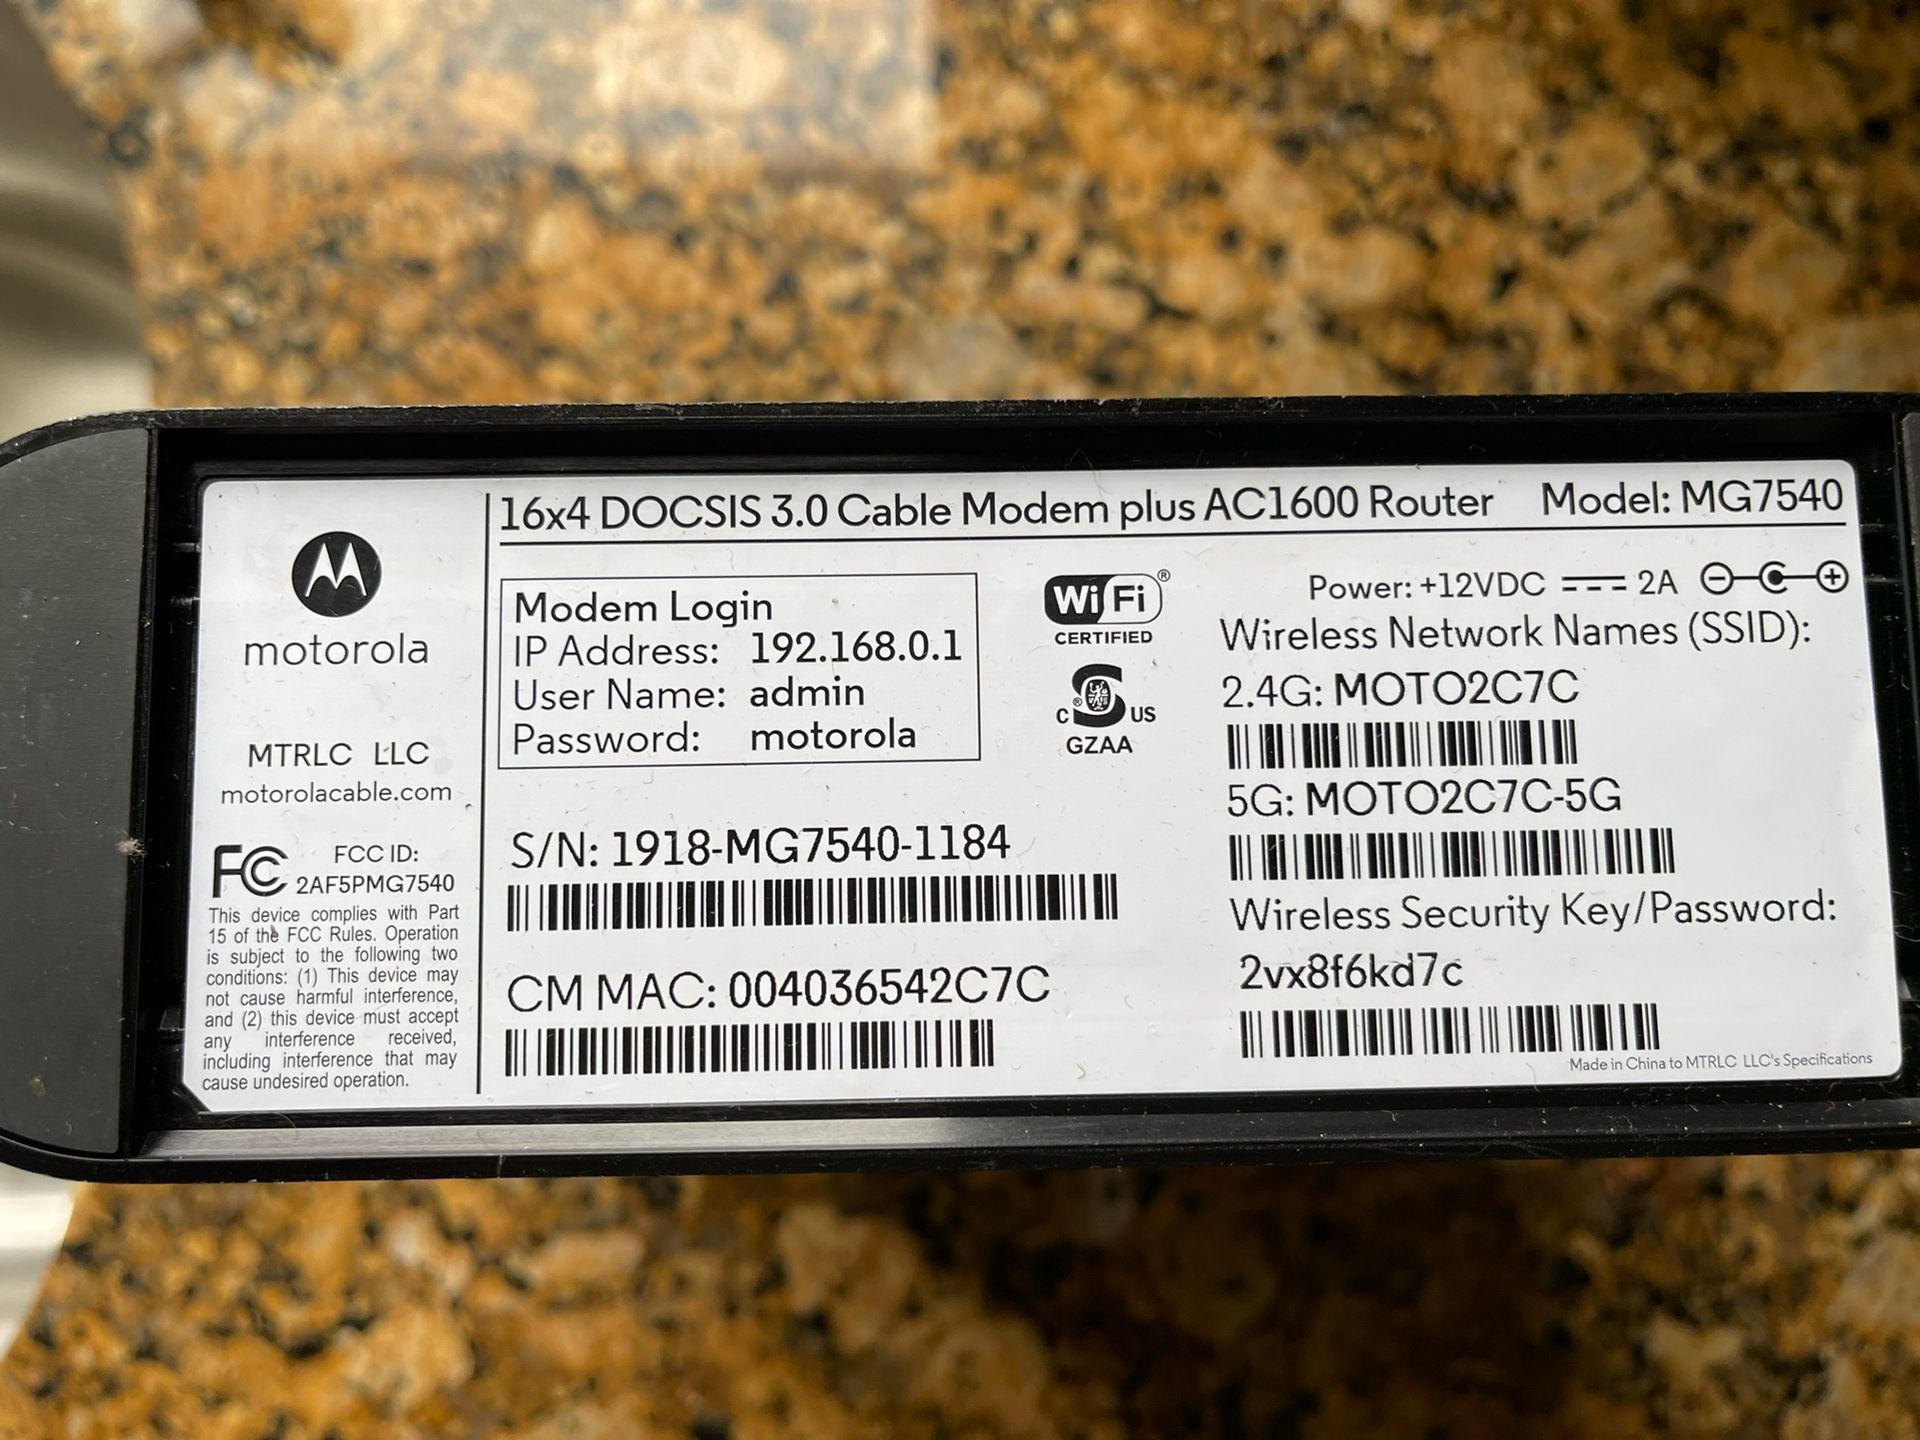 16x4 DOCSIS 3.0 Cable Modem plus AC1600 Router Model: MG7540
motorola
MTRLC LLC
motorolacable.com
FC FCC ID:
2AF5PMG7540
This device complies with Part
15 of the FCC Rules. Operation
is subject to the following two
conditions: (1) This device may
not cause harmful interference,
and (2) this device must accept
any interference received,
including interference that may
cause undesired operation.
Modem Login
IP Address: 192.168.0.1
User Name: admin
Password: motorola
S/N: 1918-MG7540-1184
CM MAC: 004036542C7C
Wi Fi®
CERTIFIED
C ® S US
GZAA
Power: +12VDC 2A
Wireless Network Names (SSID):
2.4G: MOTO2C7C
5G: MOTO2C7C-5G
Wireless Security Key/Password:
2vx8f6kd7c
Made in China to MTRLC LLC's Specifications